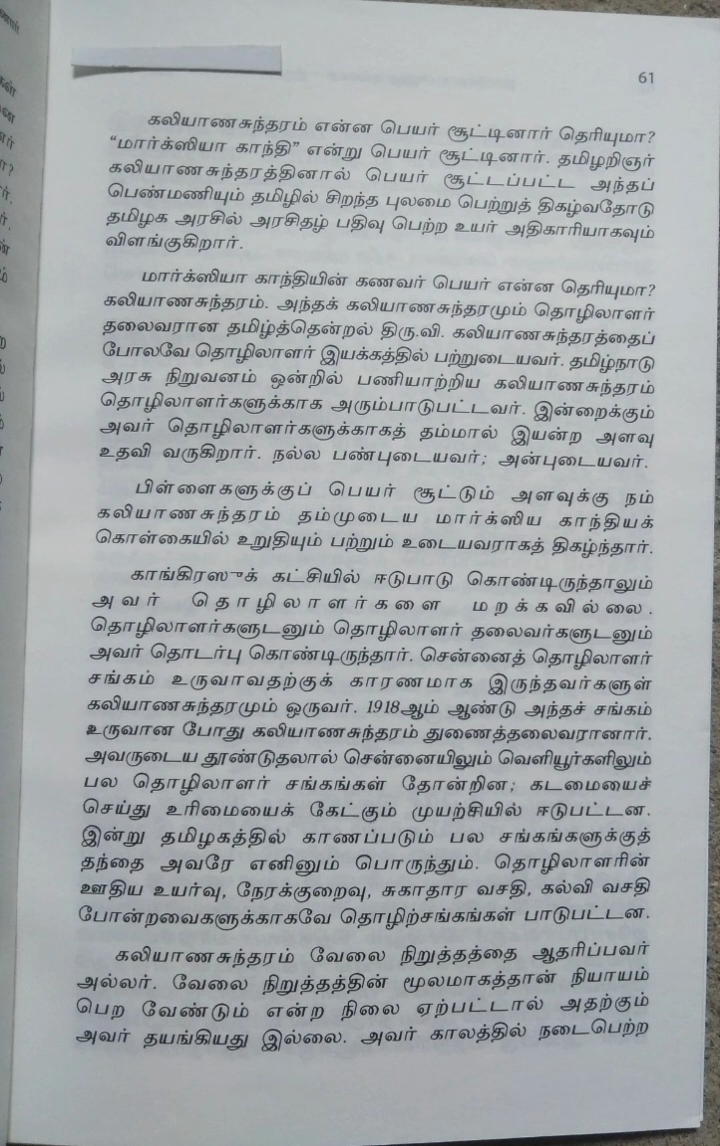 61
கலியாணசுந்தரம் என்ன பெயர் சூட்டினார் தெரியுமா?
“மார்க்ஸியா காந்தி” என்று பெயர் சூட்டினார். தமிழறிஞர்
கலியாணசுந்தரத்தினால் பெயர் சூட்டப்பட்ட அந்தப்
பெண்மணியும் தமிழில் சிறந்த புலமை பெற்றுத் திகழ்வதோடு
தமிழக அரசில் அரசிதழ் பதிவு பெற்ற உயர் அதிகாரியாகவும்
விளங்குகிறார்.
மார்க்ஸியா காந்தியின் கணவர் பெயர் என்ன தெரியுமா?
கலியாணசுந்தரம். அந்தக் கலியாணசுந்தரமும் தொழிலாளர்
தலைவரான தமிழ்த்தென்றல் திரு.வி. கலியாணசுந்தரத்தைப்
போலவே தொழிலாளர் இயக்கத்தில் பற்றுடையவர். தமிழ்நாடு
அரசு நிறுவனம் ஒன்றில் பணியாற்றிய கலியாணசுந்தரம்
தொழிலாளர்களுக்காக அரும்பாடுபட்டவர். இன்றைக்கும்
அவர் தொழிலாளர்களுக்காகத் தம்மால் இயன்ற அளவு
உதவி வருகிறார். நல்ல பண்புடையவர்; அன்புடையவர்.
பிள்ளைகளுக்குப் பெயர் சூட்டும் அளவுக்கு நம்
கலியாணசுந்தரம் தம்முடைய மார்க்ஸிய காந்தியக்
கொள்கையில் உறுதியும் பற்றும் உடையவராகத் திகழ்ந்தார்.
காங்கிரஸுக் கட்சியில் ஈடுபாடு கொண்டிருந்தாலும்
அவர் தொழிலாளர்களை மறக்கவில்லை.
தொழிலாளர்களுடனும் தொழிலாளர் தலைவர்களுடனும்
அவர் தொடர்பு கொண்டிருந்தார். சென்னைத் தொழிலாளர்
சங்கம் உருவாவதற்குக் காரணமாக இருந்தவர்களுள்
கலியாணசுந்தரமும் ஒருவர். 1918ஆம் ஆண்டு அந்தச் சங்கம்
உருவான போது கலியாணசுந்தரம் துணைத்தலைவரானார்.
அவருடைய தூண்டுதலால் சென்னையிலும் வெளியூர்களிலும்
பல தொழிலாளர் சங்கங்கள் தோன்றின; கடமையைச்
செய்து உரிமையைக் கேட்கும் முயற்சியில் ஈடுபட்டன.
இன்று தமிழகத்தில் காணப்படும் பல சங்கங்களுக்குத்
தந்தை அவரே எனினும் பொருந்தும். தொழிலாளரின்
ஊதிய உயர்வு, நேரக்குறைவு, சுகாதார வசதி, கல்வி வசதி
போன்றவைகளுக்காகவே தொழிற்சங்கங்கள் பாடுபட்டன.
கலியாணசுந்தரம் வேலை நிறுத்தத்தை ஆதரிப்பவர்
அல்லர். வேலை நிறுத்தத்தின் மூலமாகத்தான் நியாயம்
பெற வேண்டும் என்ற நிலை ஏற்பட்டால் அதற்கும்
அவர் தயங்கியது இல்லை. அவர் காலத்தில் நடைபெற்ற